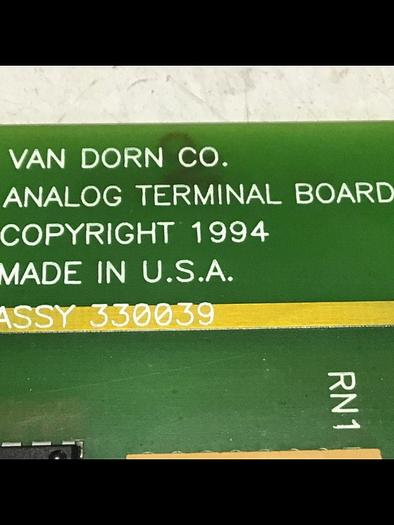 VAN DORN CO.
ANALOG TERMINAL BOARD
COPYRIGHT 1994
MADE IN U.S.A.
ASSY 330039
RN1